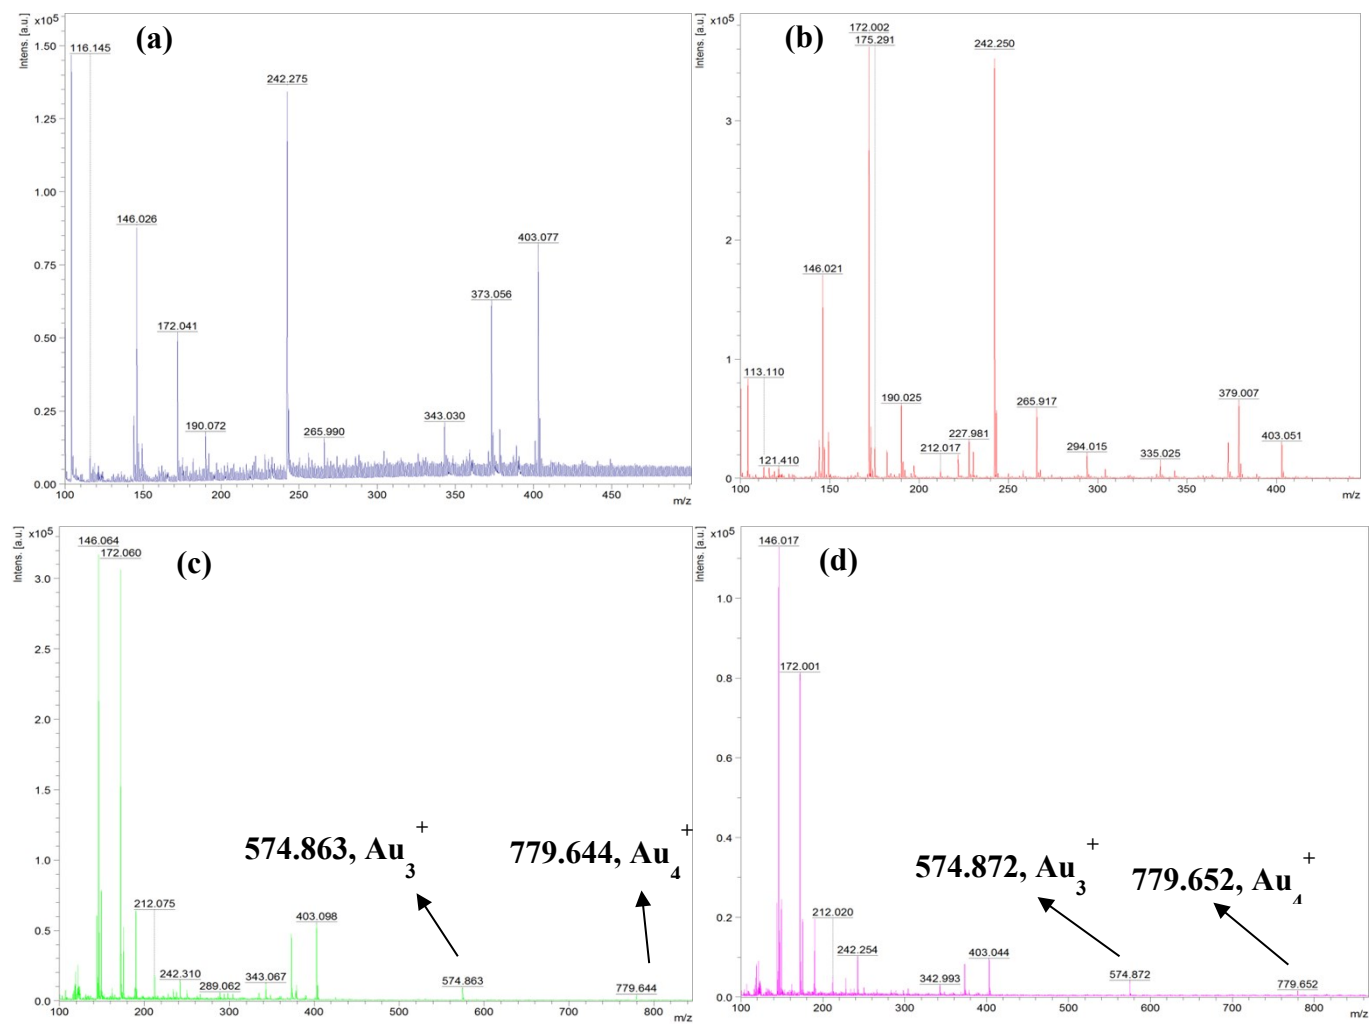 (a)
Intens. [a.u.]
x10⁵
1.50
1.25
1.00
0.75
0.50
0.25
0.00
116.145
146.026
172.041
190.072
242.275
265.990
343.030
373.056
403.077
100 150 200 250 300 350 400 450
m/z
(b)
Intens. [a.u.]
x10⁵
3
2
1
0
113.110
121.410
146.021
172.002
175.291
190.025
212.017
227.981
242.250
265.917
294.015
335.025
379.007
403.051
100 150 200 250 300 350 400
m/z
(c)
Intens. [a.u.]
x10⁵
3.0
2.5
2.0
1.5
1.0
0.5
0.0
146.064
172.060
212.075
242.310
289.062
343.067
403.098
574.863
779.644
574.863, Au₃⁺
779.644, Au₄⁺
100 200 300 400 500 600 700 800
m/z
(d)
Intens. [a.u.]
x10⁵
1.0
0.8
0.6
0.4
0.2
0.0
146.017
172.001
212.020
242.254
342.993
403.044
574.872
779.652
574.872, Au₃⁺
779.652, Au₄⁺
100 200 300 400 500 600 700 800
m/z